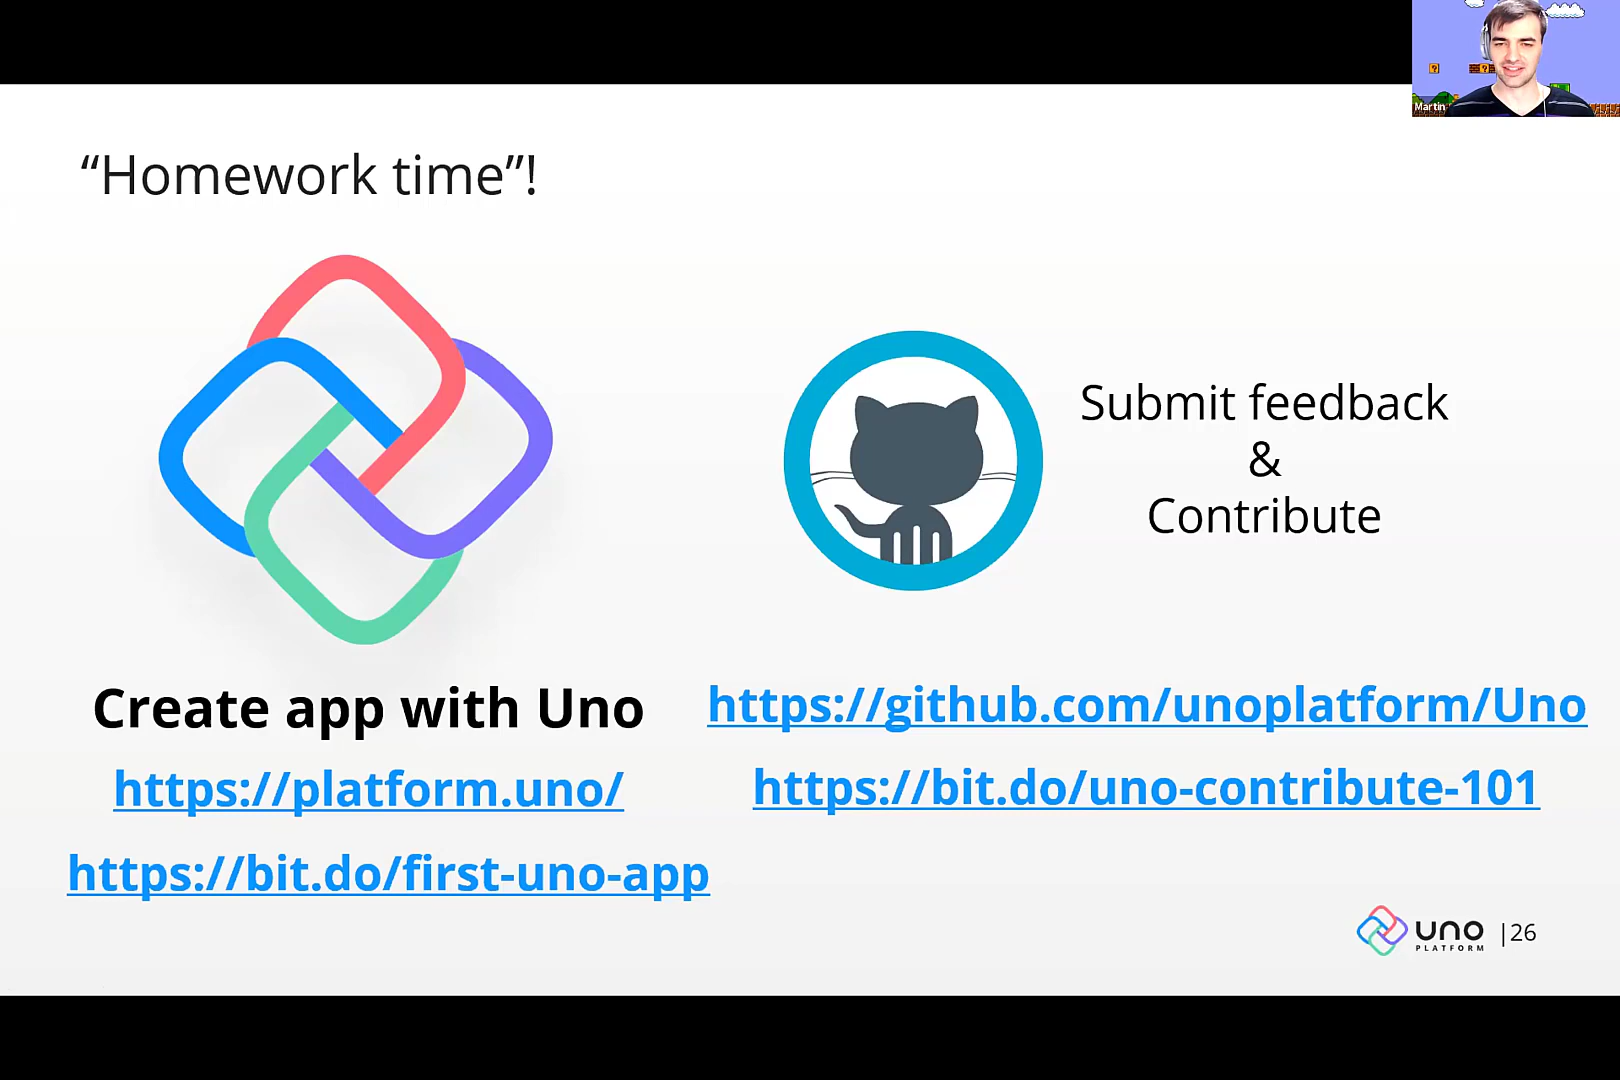 Martin
“Homework time”!
Submit feedback
&
Contribute
Create app with Uno
https://platform.uno/
https://bit.do/first-uno-app
https://github.com/unoplatform/Uno
https://bit.do/uno-contribute-101
uno
PLATFORM
|26